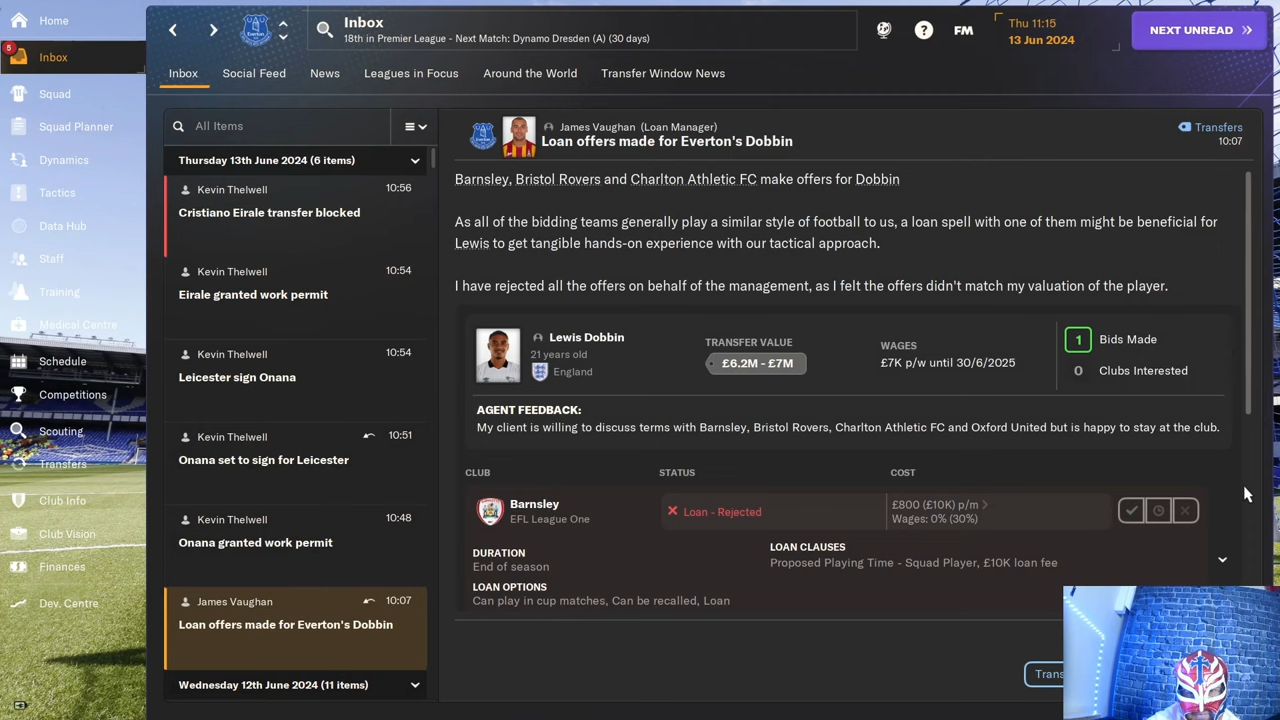 Home
5
Inbox
Squad
Squad Planner
Dynamics
Tactics
Data Hub
Staff
Training
Medical Centre
Schedule
Competitions
Scouting
Transfers
Club Info
Club Vision
Finances
Dev. Centre
Everton
Inbox
18th in Premier League - Next Match: Dynamo Dresden (A) (30 days)
?
FM
Thu 11:15
13 Jun 2024
NEXT UNREAD
Inbox
Social Feed
News
Leagues in Focus
Around the World
Transfer Window News
All Items
Thursday 13th June 2024 (6 items)
Kevin Thelwell 10:56
Cristiano Eirale transfer blocked
Kevin Thelwell 10:54
Eirale granted work permit
Kevin Thelwell 10:54
Leicester sign Onana
Kevin Thelwell 10:51
Onana set to sign for Leicester
Kevin Thelwell 10:48
Onana granted work permit
James Vaughan 10:07
Loan offers made for Everton's Dobbin
Wednesday 12th June 2024 (11 items)
James Vaughan (Loan Manager)
Loan offers made for Everton's Dobbin
Transfers
10:07
Barnsley, Bristol Rovers and Charlton Athletic FC make offers for Dobbin
As all of the bidding teams generally play a similar style of football to us, a loan spell with one of them might be beneficial for
Lewis to get tangible hands-on experience with our tactical approach.
I have rejected all the offers on behalf of the management, as I felt the offers didn't match my valuation of the player.
Lewis Dobbin
21 years old
England
TRANSFER VALUE
£6.2M - £7M
WAGES
£7K p/w until 30/6/2025
1 Bids Made
0 Clubs Interested
AGENT FEEDBACK:
My client is willing to discuss terms with Barnsley, Bristol Rovers, Charlton Athletic FC and Oxford United but is happy to stay at the club.
CLUB STATUS COST
Barnsley
EFL League One
Loan - Rejected
£800 (£10K) p/m
Wages: 0% (30%)
DURATION
End of season
LOAN CLAUSES
Proposed Playing Time - Squad Player, £10K loan fee
LOAN OPTIONS
Can play in cup matches, Can be recalled, Loan
Trans